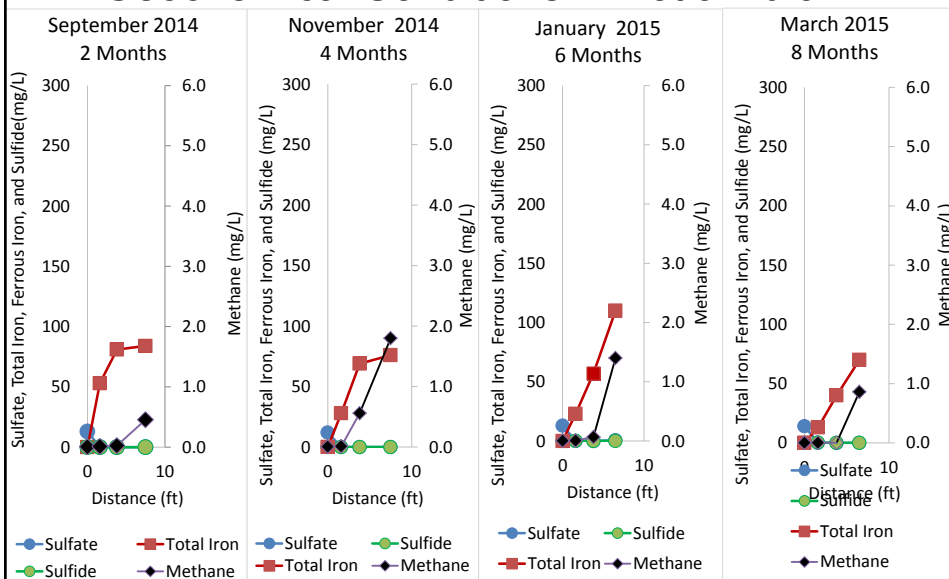 September 2014
2 Months
Sulfate, Total Iron, Ferrous Iron, and Sulfide(mg/L)
300
250
200
150
100
50
0
6.0
5.0
4.0
3.0
2.0
1.0
0.0
Methane (mg/L)
0
10
Distance (ft)
Sulfate
Total Iron
Sulfide
Methane
November 2014
4 Months
Sulfate, Total Iron, Ferrous Iron, and Sulfide (mg/L)
300
250
200
150
100
50
0
6.0
5.0
4.0
3.0
2.0
1.0
0.0
Methane (mg/L)
0
10
Distance (ft)
Sulfate
Sulfide
Total Iron
Methane
January 2015
6 Months
Sulfate, Total Iron, Ferrous Iron, and Sulfide (mg/L)
300
250
200
150
100
50
0
6.0
5.0
4.0
3.0
2.0
1.0
0.0
Methane (mg/L)
0
10
Distance (ft)
Sulfate
Sulfide
Total Iron
Methane
March 2015
8 Months
Sulfate, Total Iron, Ferrous Iron, and Sulfide (mg/L)
300
250
200
150
100
50
0
6.0
5.0
4.0
3.0
2.0
1.0
0.0
Methane (mg/L)
0
10
Distance (ft)
Sulfate
Sulfide
Total Iron
Methane